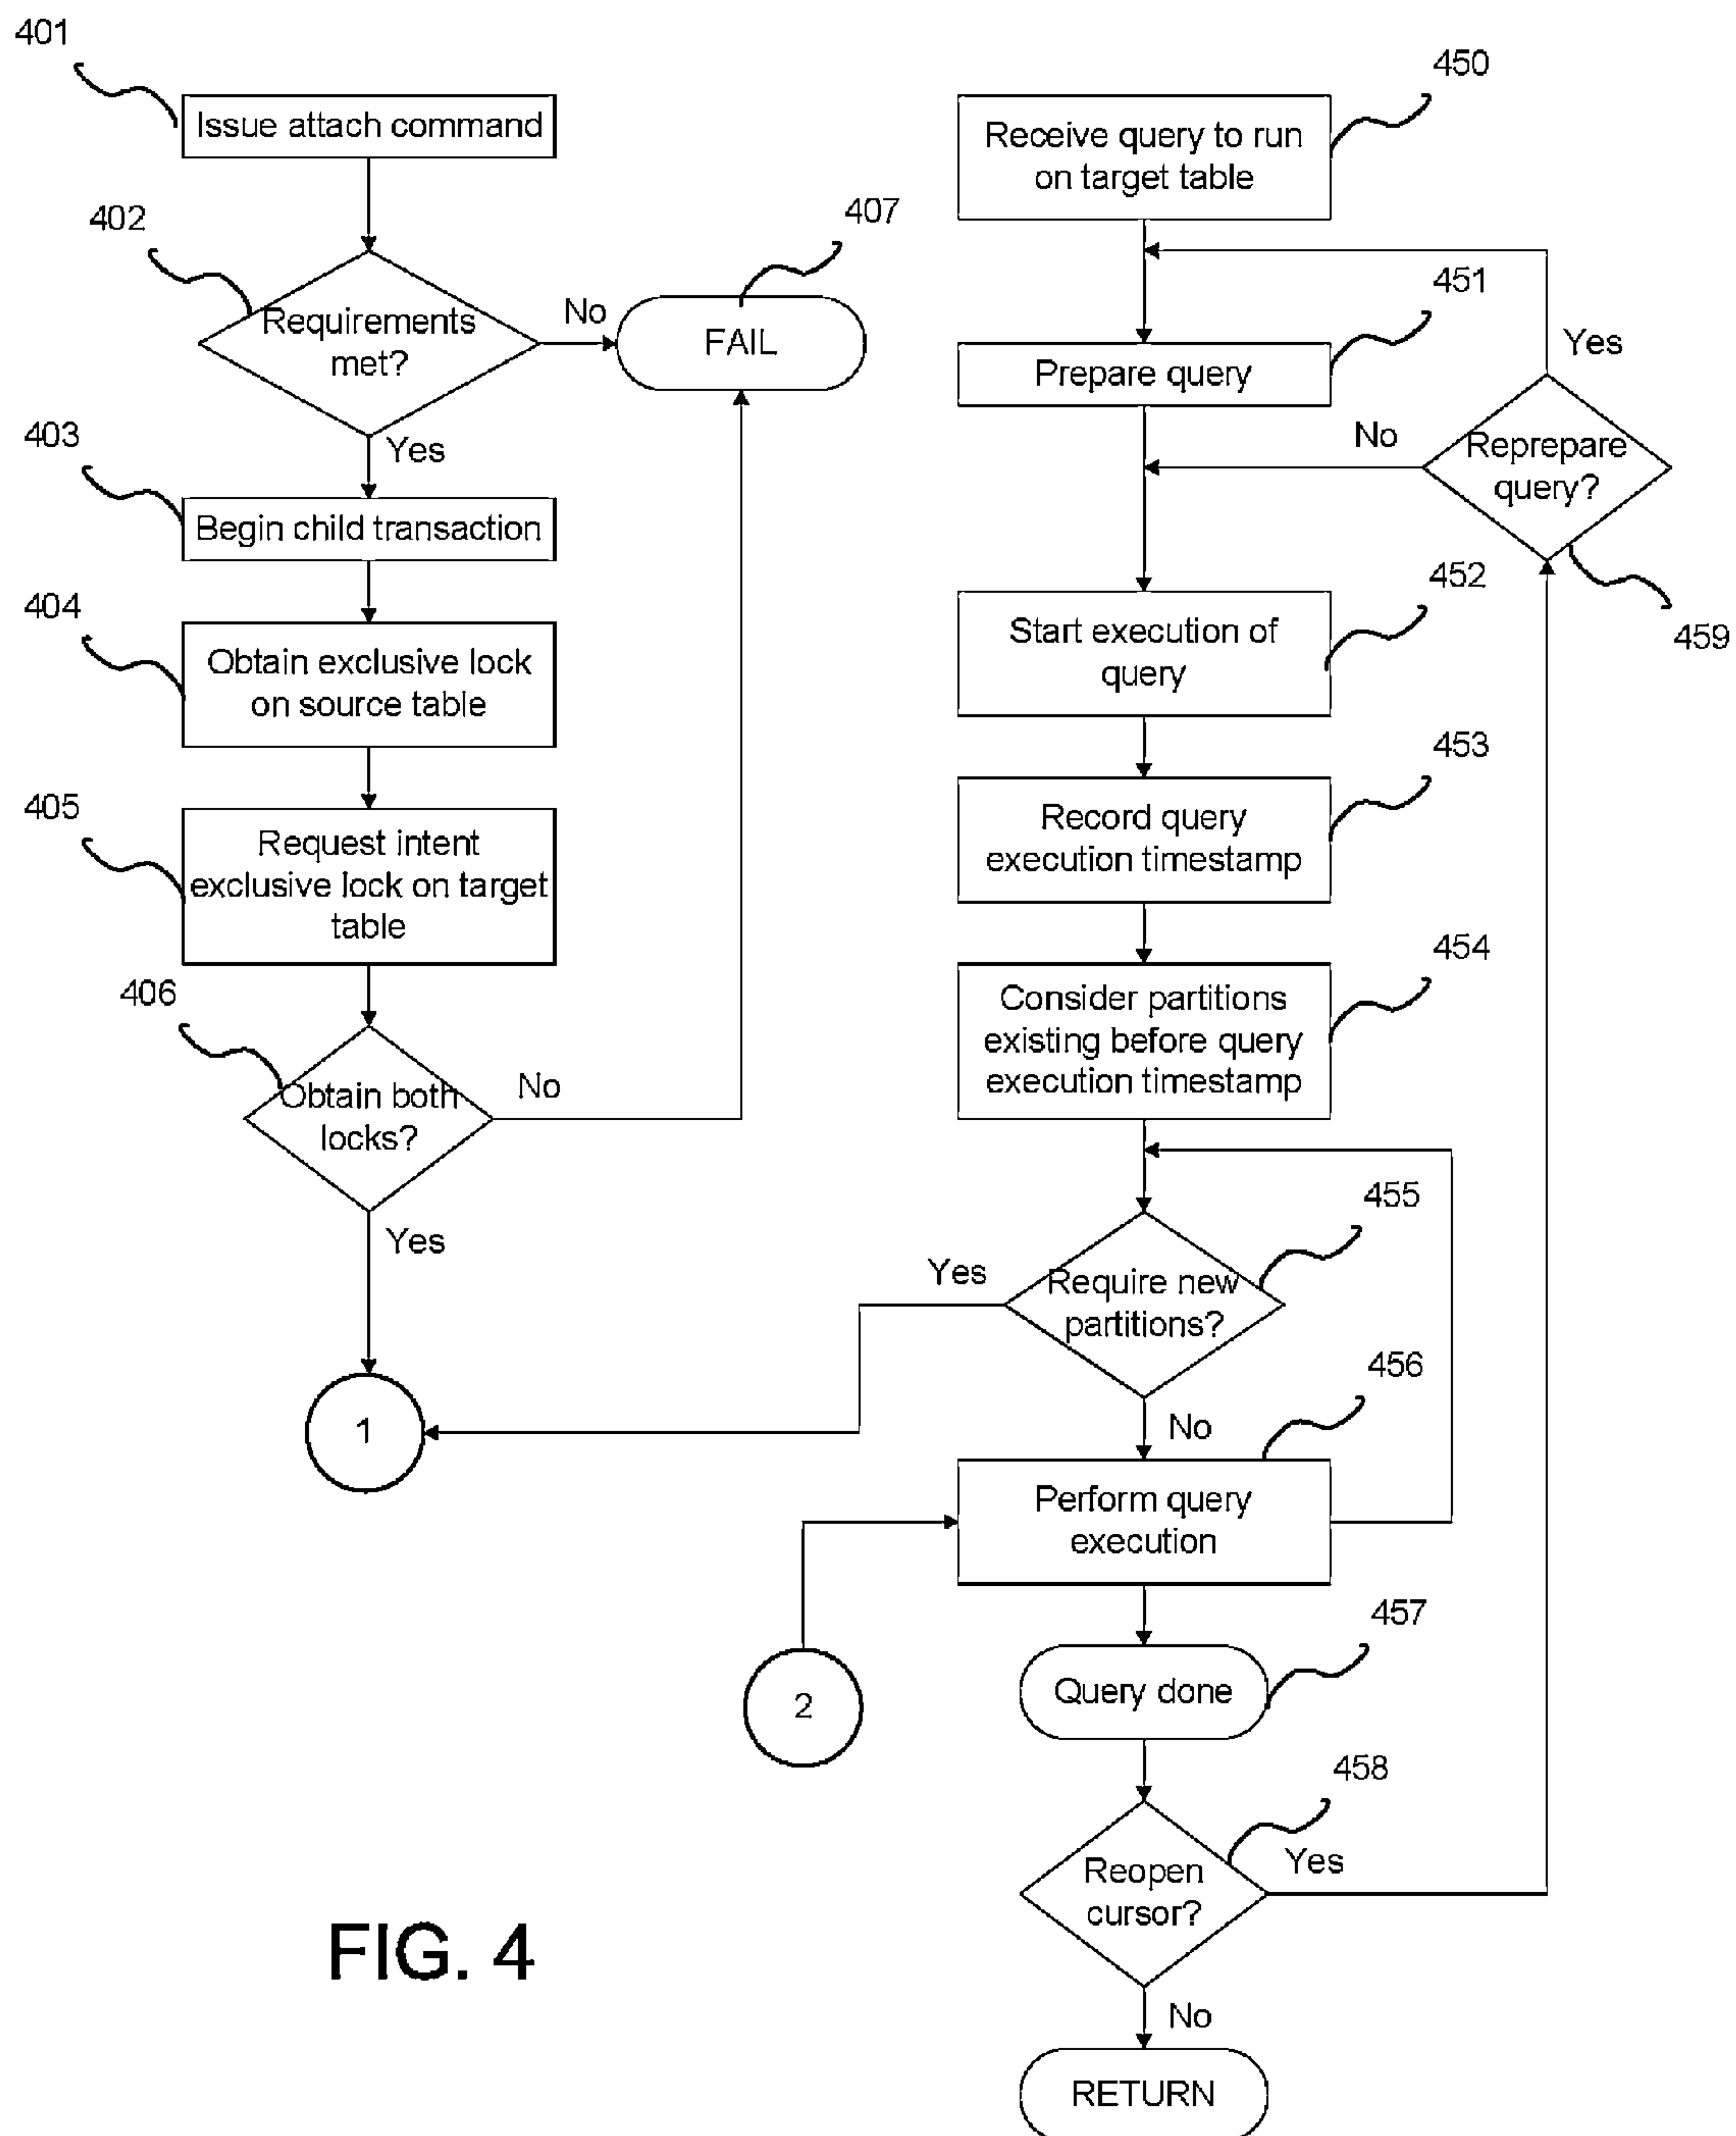 401
Issue attach command
402
Requirements
met?
No
407
FAIL
Yes
403
Begin child transaction
404
Obtain exclusive lock
on source table
405
Request intent
exclusive lock on target
table
406
Obtain both
locks?
No
Yes
1
450
Receive query to run
on target table
451
Prepare query
Yes
No
Reprepare
query?
459
452
Start execution of
query
453
Record query
execution timestamp
454
Consider partitions
existing before query
execution timestamp
455
Yes
Require new
partitions?
No
456
Perform query
execution
2
457
Query done
458
Reopen
cursor?
Yes
No
RETURN
FIG. 4